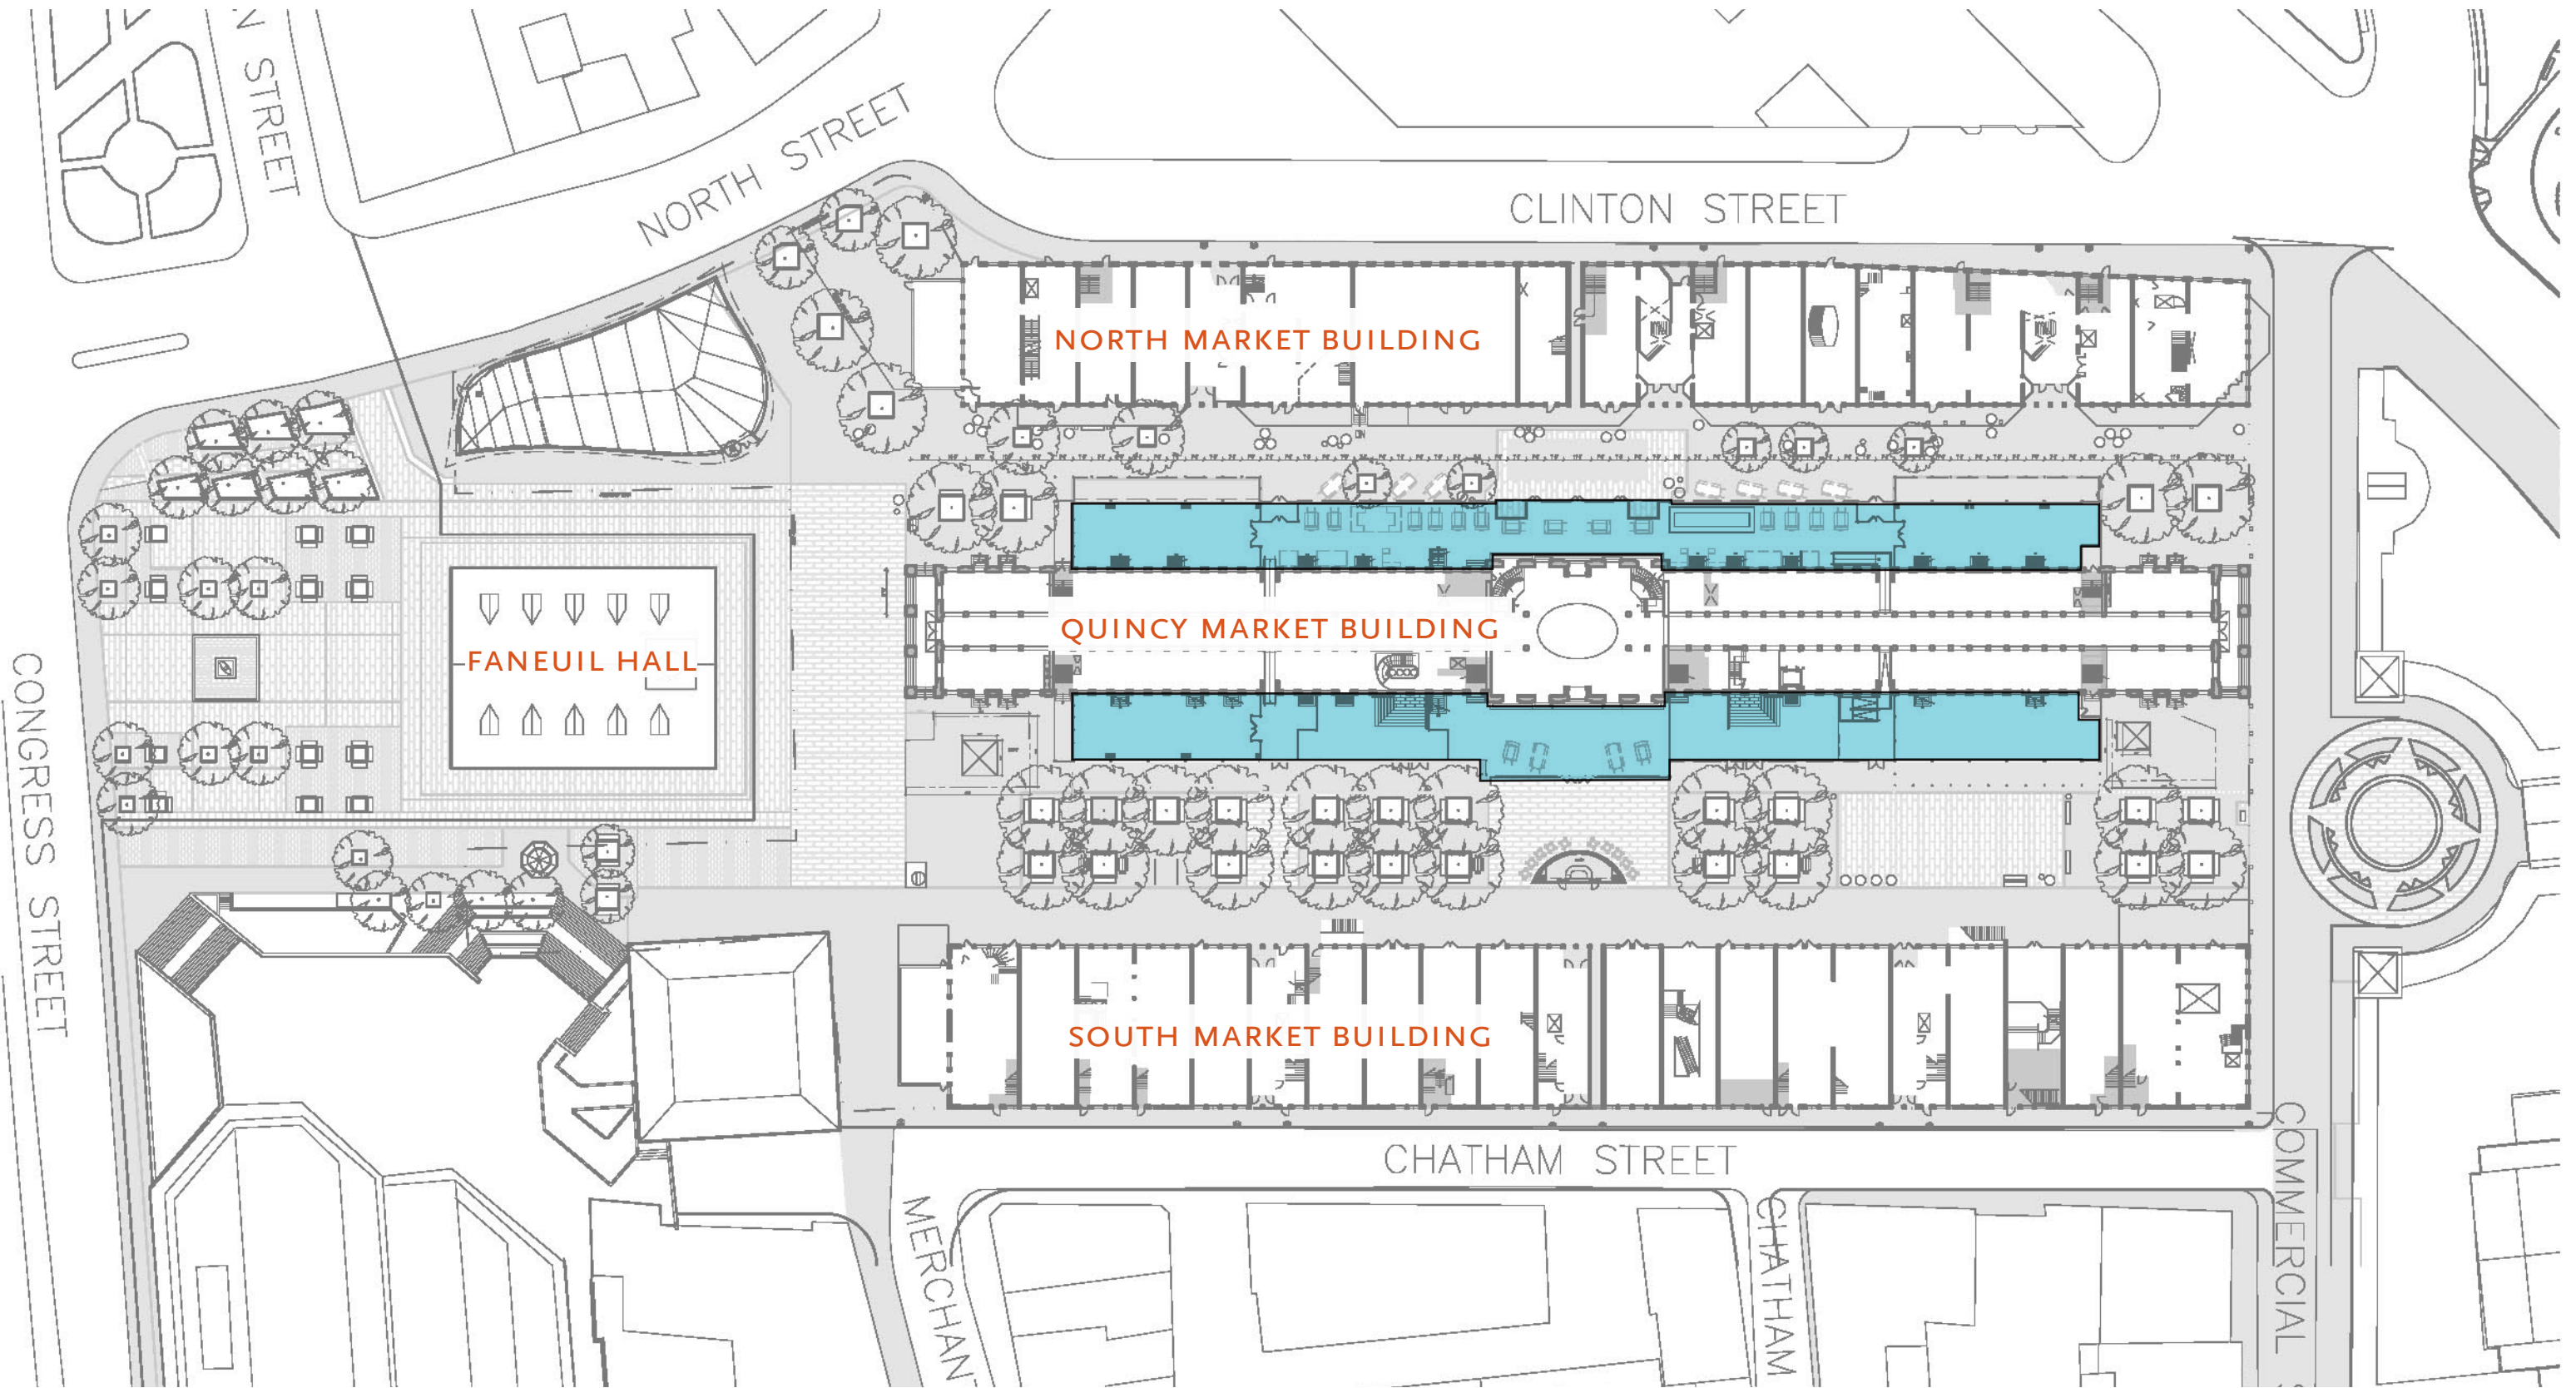 N STREET
NORTH STREET
CLINTON STREET
NORTH MARKET BUILDING
QUINCY MARKET BUILDING
FANEUIL HALL
CONGRESS STREET
SOUTH MARKET BUILDING
CHATHAM STREET
MERCHANT
CHATHAM
COMMERCIAL S